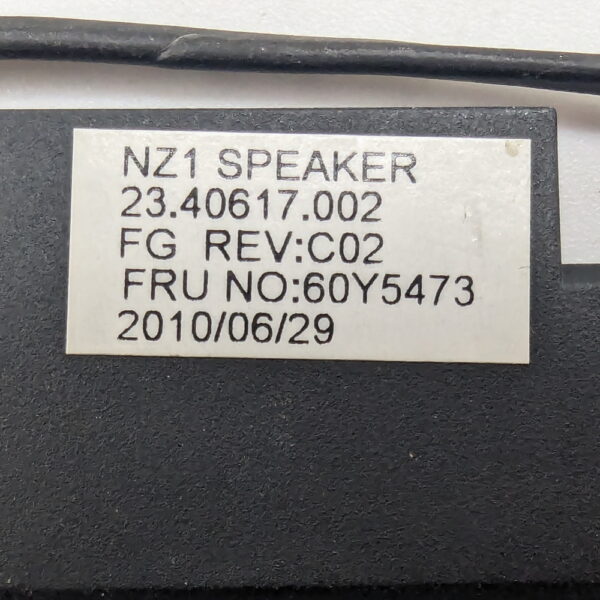 NZ1 SPEAKER
23.40617.002
FG REV:C02
FRU NO:60Y5473
2010/06/29